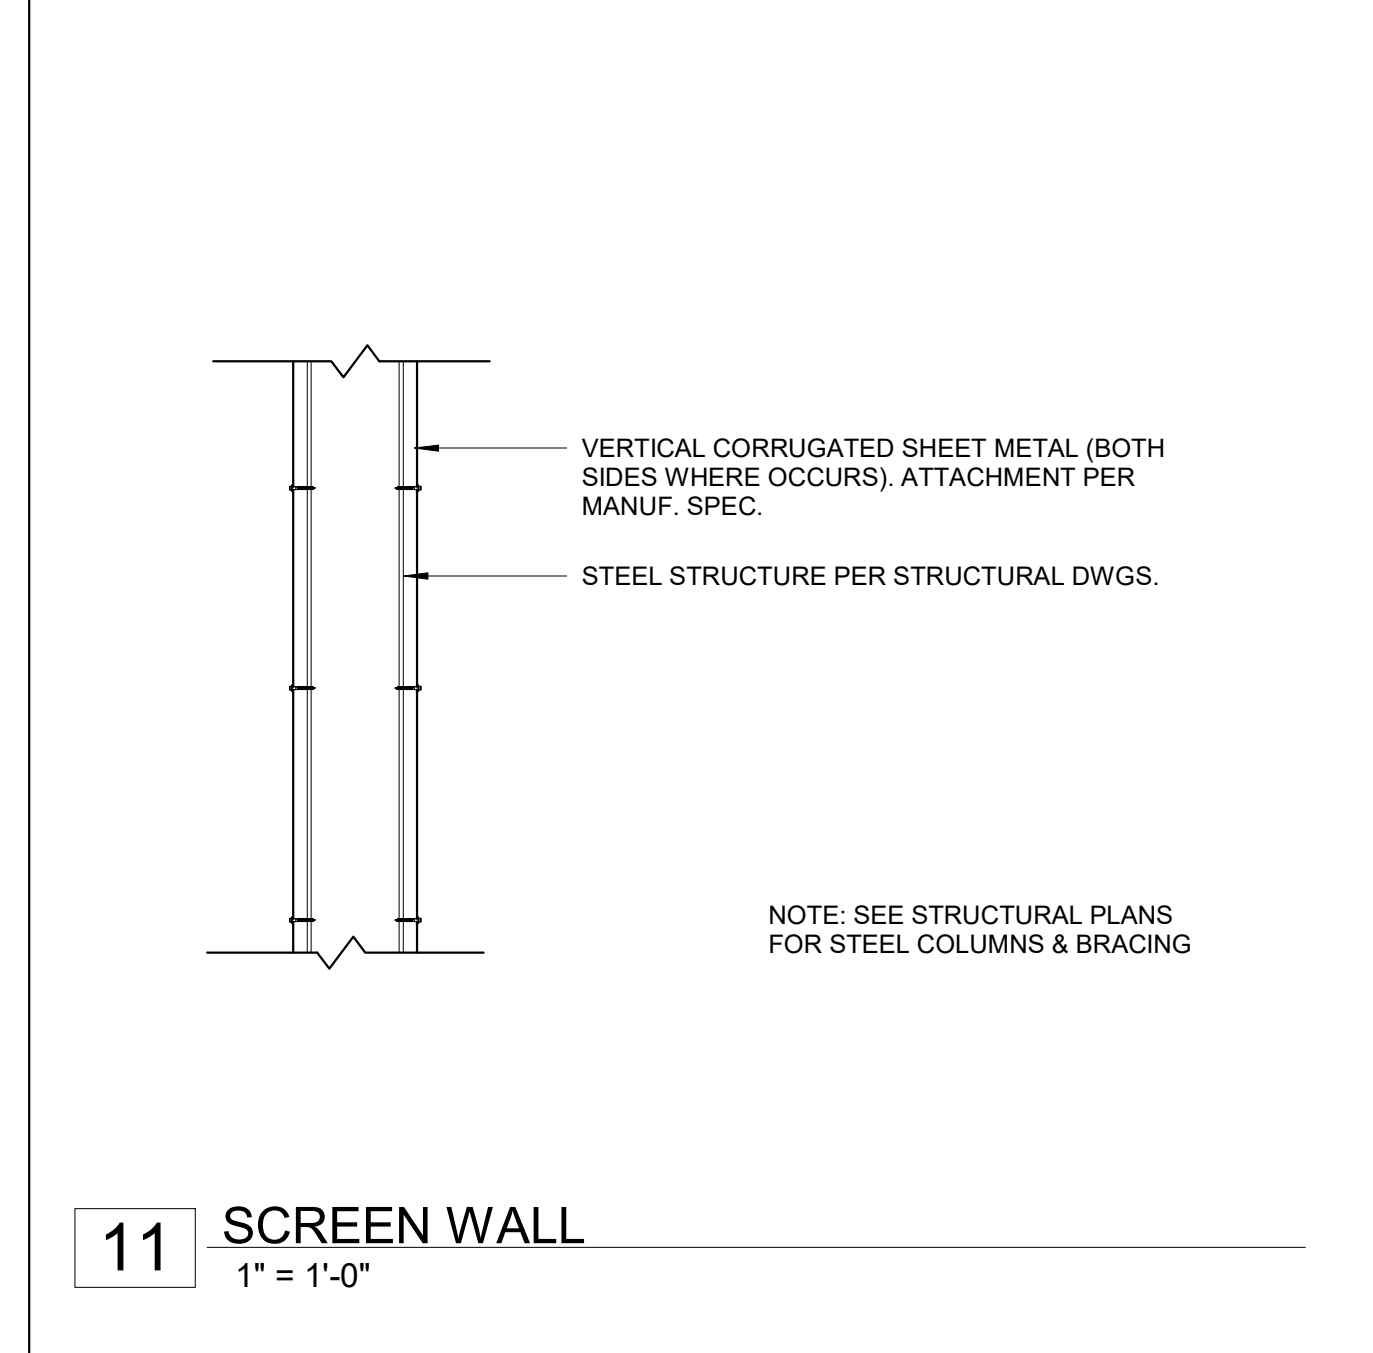 VERTICAL CORRUGATED SHEET METAL (BOTH
SIDES WHERE OCCURS). ATTACHMENT PER
MANUF. SPEC.
STEEL STRUCTURE PER STRUCTURAL DWGS.
NOTE: SEE STRUCTURAL PLANS
FOR STEEL COLUMNS & BRACING
11
SCREEN WALL
1" = 1'-0"